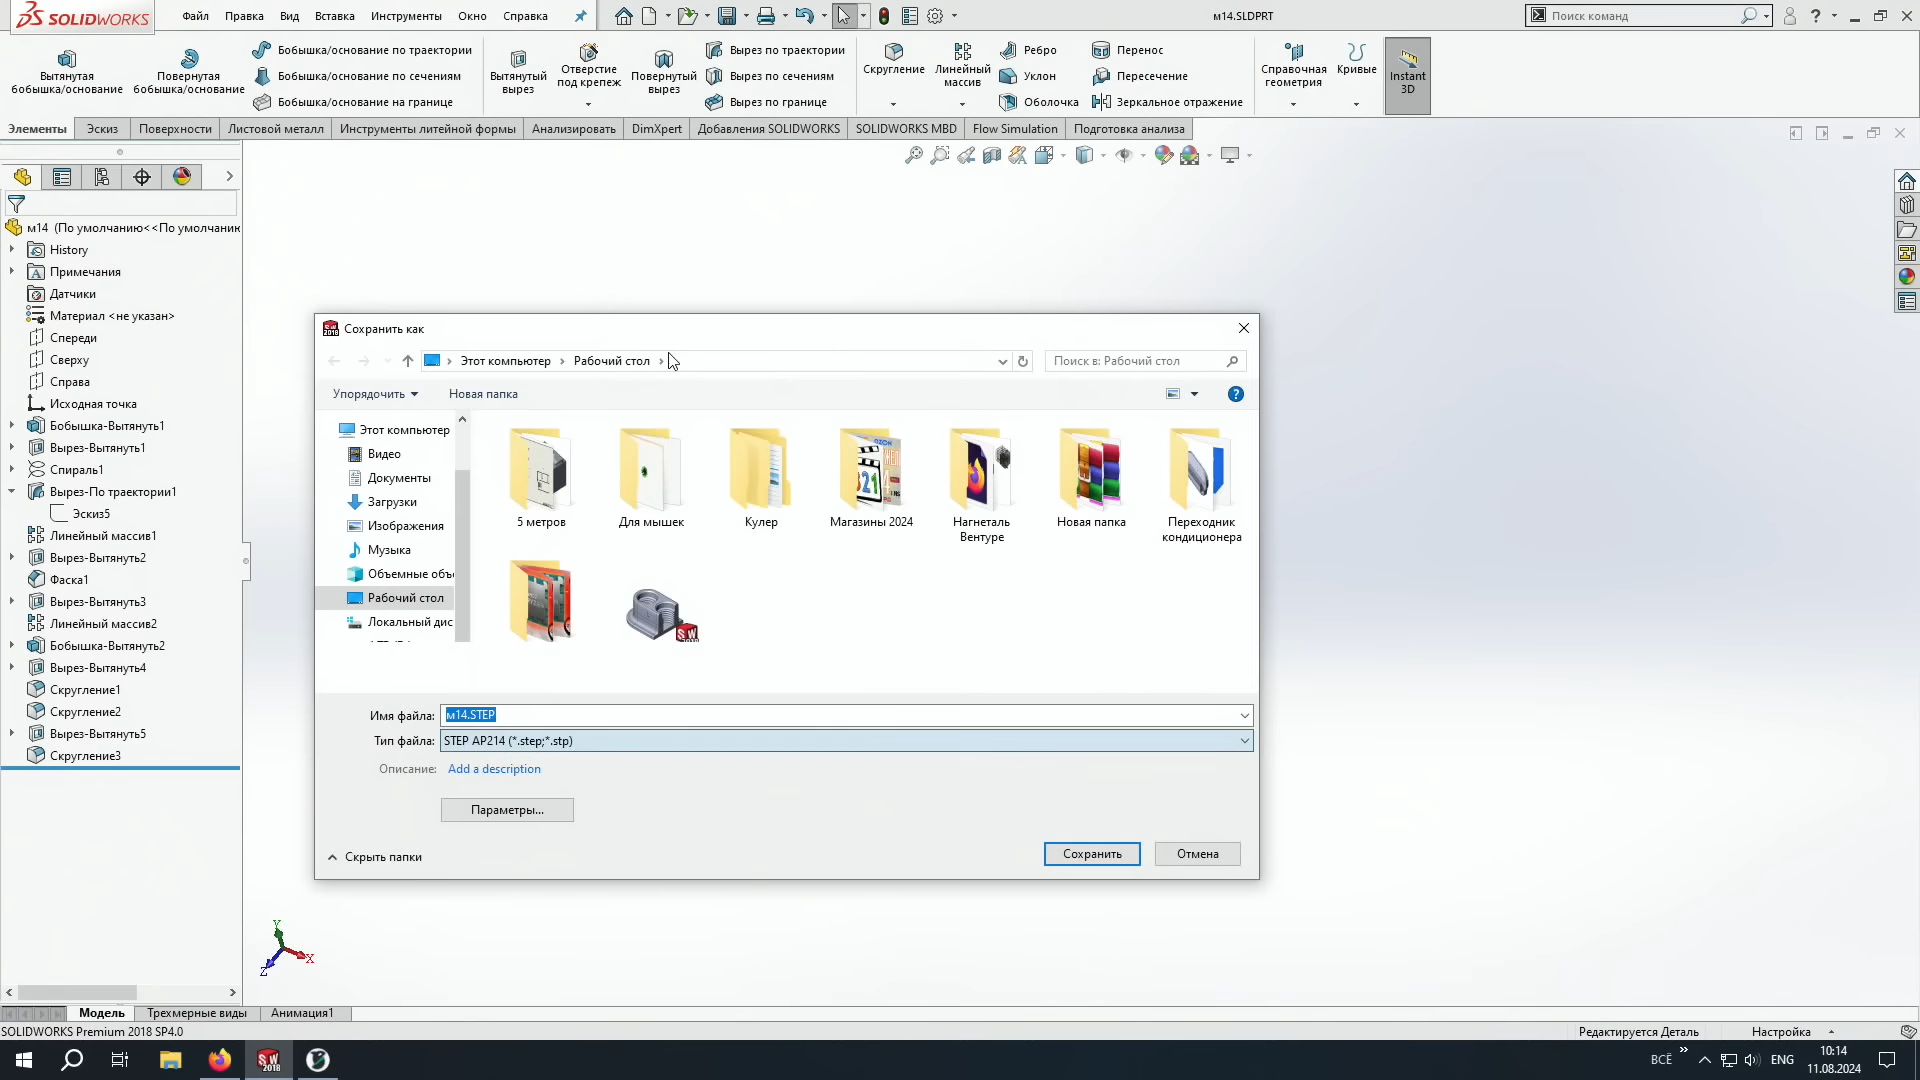 SOLIDWORKS
Файл
Правка
Вид
Вставка
Инструменты
Окно
Справка
м14.SLDPRT
Поиск команд
Вытянутая
бобышка/основание
Повернутая
бобышка/основание
Бобышка/основание по траектории
Бобышка/основание по сечениям
Бобышка/основание на границе
Вытянутый
вырез
Отверстие
под крепеж
Повернутый
вырез
Вырез по траектории
Вырез по сечениям
Вырез по границе
Скругление
Линейный
массив
Ребро
Уклон
Оболочка
Перенос
Пересечение
Зеркальное отражение
Справочная
геометрия
Кривые
Instant
3D
Элементы
Эскиз
Поверхности
Листовой металл
Инструменты литейной формы
Анализировать
DimXpert
Добавления SOLIDWORKS
SOLIDWORKS MBD
Flow Simulation
Подготовка анализа
м14 (По умолчанию<<По умолчанию
History
Примечания
Датчики
Материал <не указан>
Спереди
Сверху
Справа
Исходная точка
Бобышка-Вытянуть1
Вырез-Вытянуть1
Спираль1
Вырез-По траектории1
Эскиз5
Линейный массив1
Вырез-Вытянуть2
Фаска1
Вырез-Вытянуть3
Линейный массив2
Бобышка-Вытянуть2
Вырез-Вытянуть4
Скругление1
Скругление2
Вырез-Вытянуть5
Скругление3
Сохранить как
Этот компьютер
Рабочий стол
Поиск в: Рабочий стол
Упорядочить
Новая папка
Этот компьютер
Видео
Документы
Загрузки
Изображения
Музыка
Объемные объе
Рабочий стол
Локальный дис
5 метров
Для мышек
Кулер
Магазины 2024
Нагнеталь
Вентуре
Новая папка
Переходник
кондиционера
Имя файла: м14.STEP
Тип файла: STEP AP214 (*.step;*.stp)
Описание: Add a description
Параметры...
Скрыть папки
Сохранить
Отмена
Y
X
Z
Модель
Трехмерные виды
Анимация1
SOLIDWORKS Premium 2018 SP4.0
Редактируется Деталь
Настройка
ВСЁ
ENG
10:14
11.08.2024